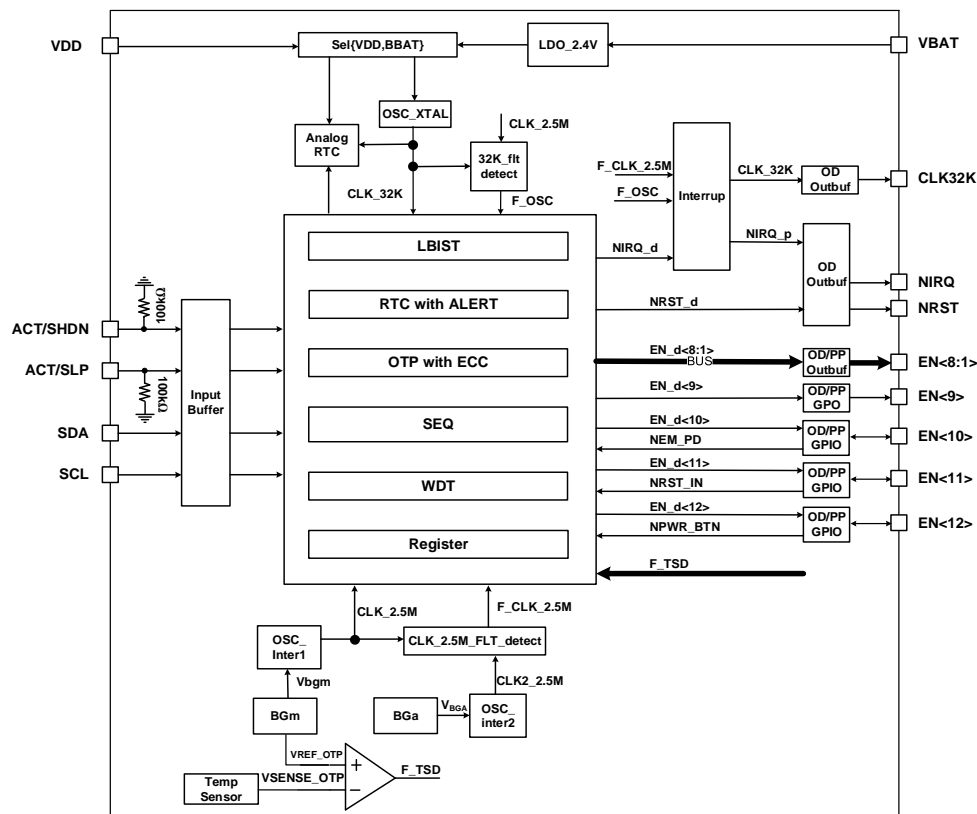 VDD
Sel{VDD,BBAT}
LDO_2.4V
VBAT
OSC_XTAL
Analog
RTC
CLK_2.5M
32K_flt
detect
CLK_32K
F_OSC
F_CLK_2.5M
F_OSC
Interrup
CLK_32K
OD
Outbuf
CLK32K
NIRQ_d
NIRQ_p
OD
Outbuf
NIRQ
NRST_d
NRST
LBIST
RTC with ALERT
OTP with ECC
SEQ
WDT
Register
100kΩ
ACT/SHDN
ACT/SLP
100kΩ
SDA
SCL
Input
Buffer
EN_d<8:1>
BUS
OD/PP
Outbuf
EN<8:1>
EN_d<9>
OD/PP
GPO
EN<9>
EN_d<10>
NEM_PD
OD/PP
GPIO
EN<10>
EN_d<11>
NRST_IN
OD/PP
GPIO
EN<11>
EN_d<12>
NPWR_BTN
OD/PP
GPIO
EN<12>
F_TSD
CLK_2.5M
F_CLK_2.5M
OSC_
Inter1
CLK_2.5M_FLT_detect
Vbgm
CLK2_2.5M
BGm
BGa
VBGA
OSC_
inter2
VREF_OTP
VSENSE_OTP
+
−
F_TSD
Temp
Sensor